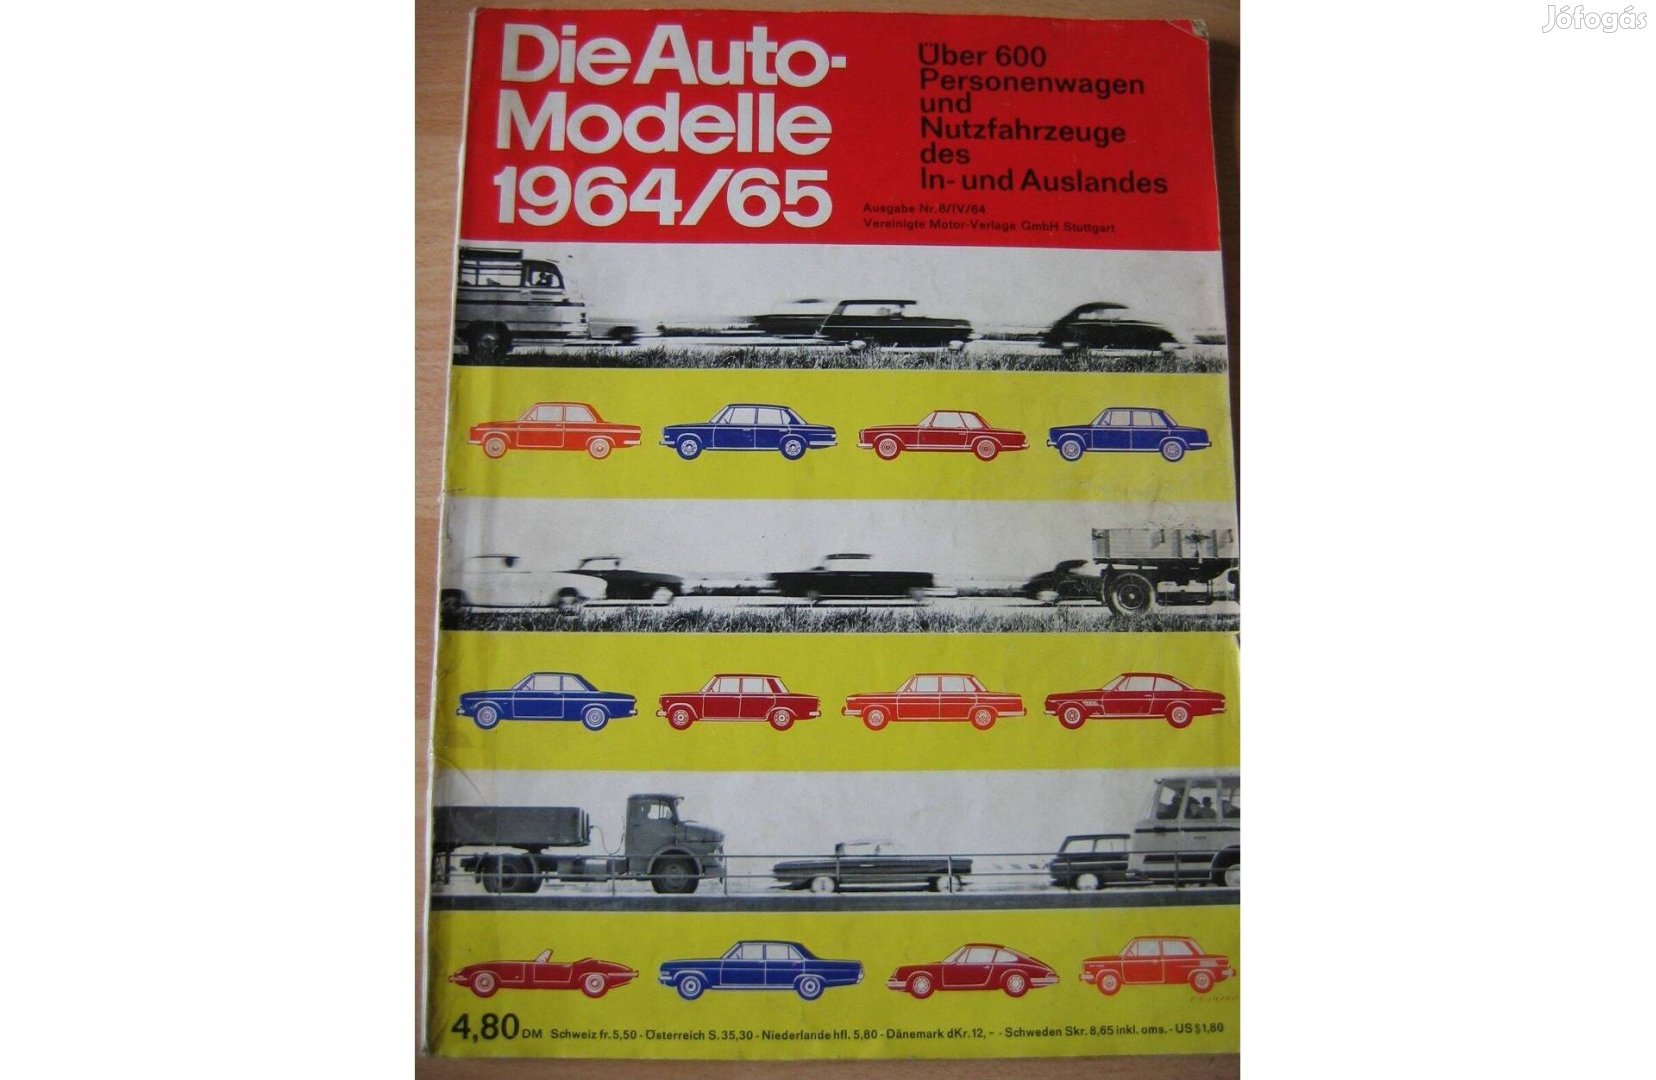 Jófogás
Die Auto-
Modelle
1964/65
Über 600
Personenwagen
und
Nutzfahrzeuge
des
In- und Auslandes
Ausgabe Nr. 8/IV/64
Vereinigte Motor-Verlage GmbH Stuttgart
4,80 DM Schweiz fr. 5,50 - Österreich S. 35,30 - Niederlande hfl. 5,80 - Dänemark dKr. 12,- - Schweden Skr. 8,65 inkl. oms. - US $ 1,80